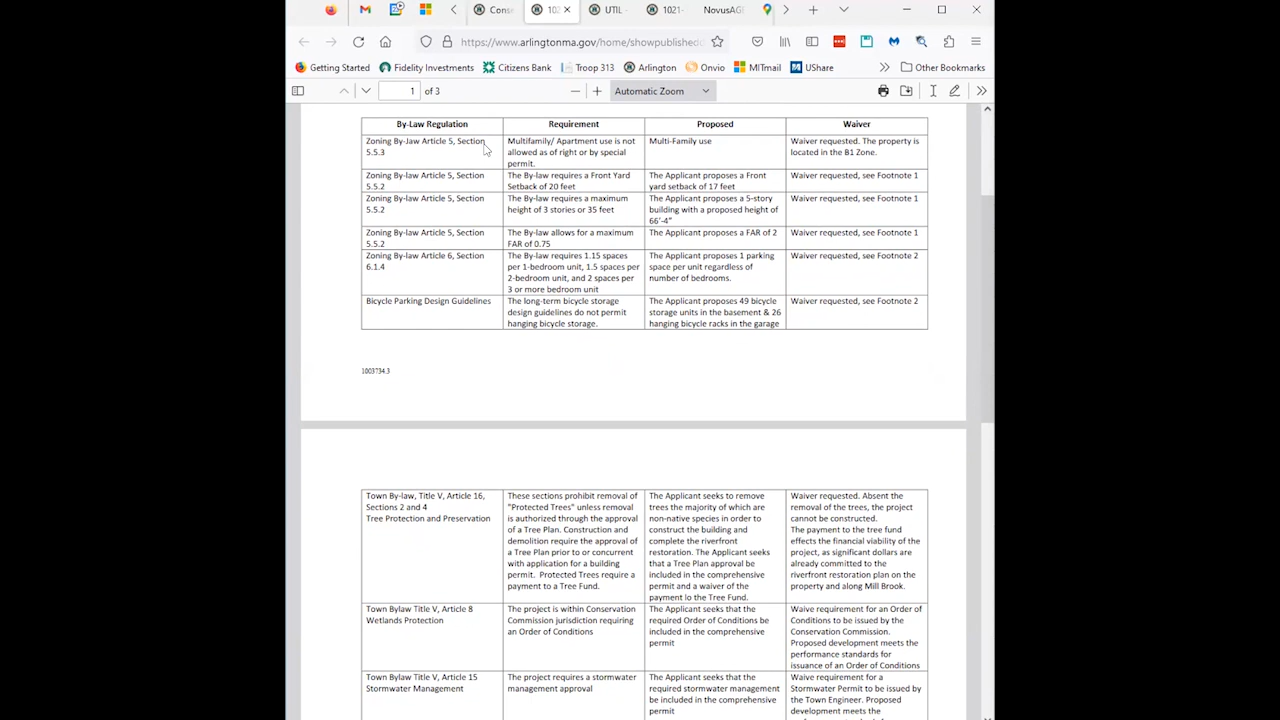 Conse
102
UTIL
1021-
NovusAGE
https://www.arlingtonma.gov/home/showpublished
Getting Started
Fidelity Investments
Citizens Bank
Troop 313
Arlington
Onvio
MITmail
UShare
Other Bookmarks
1 of 3
Automatic Zoom
By-Law Regulation
Requirement
Proposed
Waiver
Zoning By-Jaw Article 5, Section
5.5.3
Multifamily/ Apartment use is not
allowed as of right or by special
permit.
Multi-Family use
Waiver requested. The property is
located in the B1 Zone.
Zoning By-law Article 5, Section
5.5.2
The By-law requires a Front Yard
Setback of 20 feet
The Applicant proposes a Front
yard setback of 17 feet
Waiver requested, see Footnote 1
Zoning By-law Article 5, Section
5.5.2
The By-law requires a maximum
height of 3 stories or 35 feet
The Applicant proposes a 5-story
building with a proposed height of
66'-4"
Waiver requested, see Footnote 1
Zoning By-law Article 5, Section
5.5.2
The By-law allows for a maximum
FAR of 0.75
The Applicant proposes a FAR of 2
Waiver requested, see Footnote 1
Zoning By-law Article 6, Section
6.1.4
The By-law requires 1.15 spaces
per 1-bedroom unit, 1.5 spaces per
2-bedroom unit, and 2 spaces per
3 or more bedroom unit
The Applicant proposes 1 parking
space per unit regardless of
number of bedrooms.
Waiver requested, see Footnote 2
Bicycle Parking Design Guidelines
The long-term bicycle storage
design guidelines do not permit
hanging bicycle storage.
The Applicant proposes 49 bicycle
storage units in the basement & 26
hanging bicycle racks in the garage
Waiver requested, see Footnote 2
1003734.3
Town By-law, Title V, Article 16,
Sections 2 and 4
Tree Protection and Preservation
These sections prohibit removal of
"Protected Trees" unless removal
is authorized through the approval
of a Tree Plan. Construction and
demolition require the approval of
a Tree Plan prior to or concurrent
with application for a building
permit. Protected Trees require a
payment to a Tree Fund.
The Applicant seeks to remove
trees the majority of which are
non-native species in order to
construct the building and
complete the riverfront
restoration. The Applicant seeks
that a Tree Plan approval be
included in the comprehensive
permit and a waiver of the
payment to the Tree Fund.
Waiver requested. Absent the
removal of the trees, the project
cannot be constructed.
The payment to the tree fund
effects the financial viability of the
project, as significant dollars are
already committed to the
riverfront restoration plan on the
property and along Mill Brook.
Town Bylaw Title V, Article 8
Wetlands Protection
The project is within Conservation
Commission jurisdiction requiring
an Order of Conditions
The Applicant seeks that the
required Order of Conditions be
included in the comprehensive
permit
Waive requirement for an Order of
Conditions to be issued by the
Conservation Commission.
Proposed development meets the
performance standards for
issuance of an Order of Conditions
Town Bylaw Title V, Article 15
Stormwater Management
The project requires a stormwater
management approval
The Applicant seeks that the
required stormwater management
be included in the comprehensive
permit
Waive requirement for a
Stormwater Permit to be issued by
the Town Engineer. Proposed
development meets the